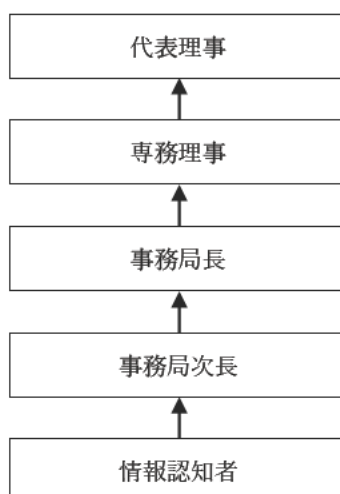 代表理事
専務理事
事務局長
事務局次長
情報認知者